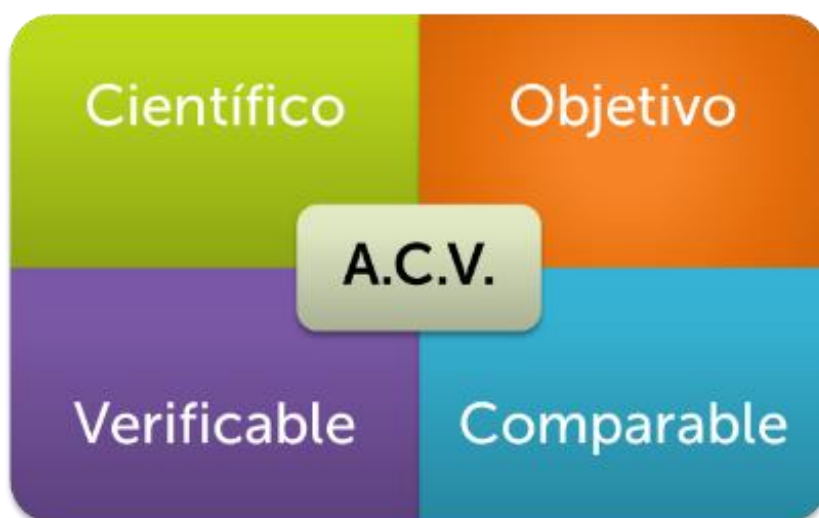 Científico
Objetivo
A.C.V.
Verificable
Comparable